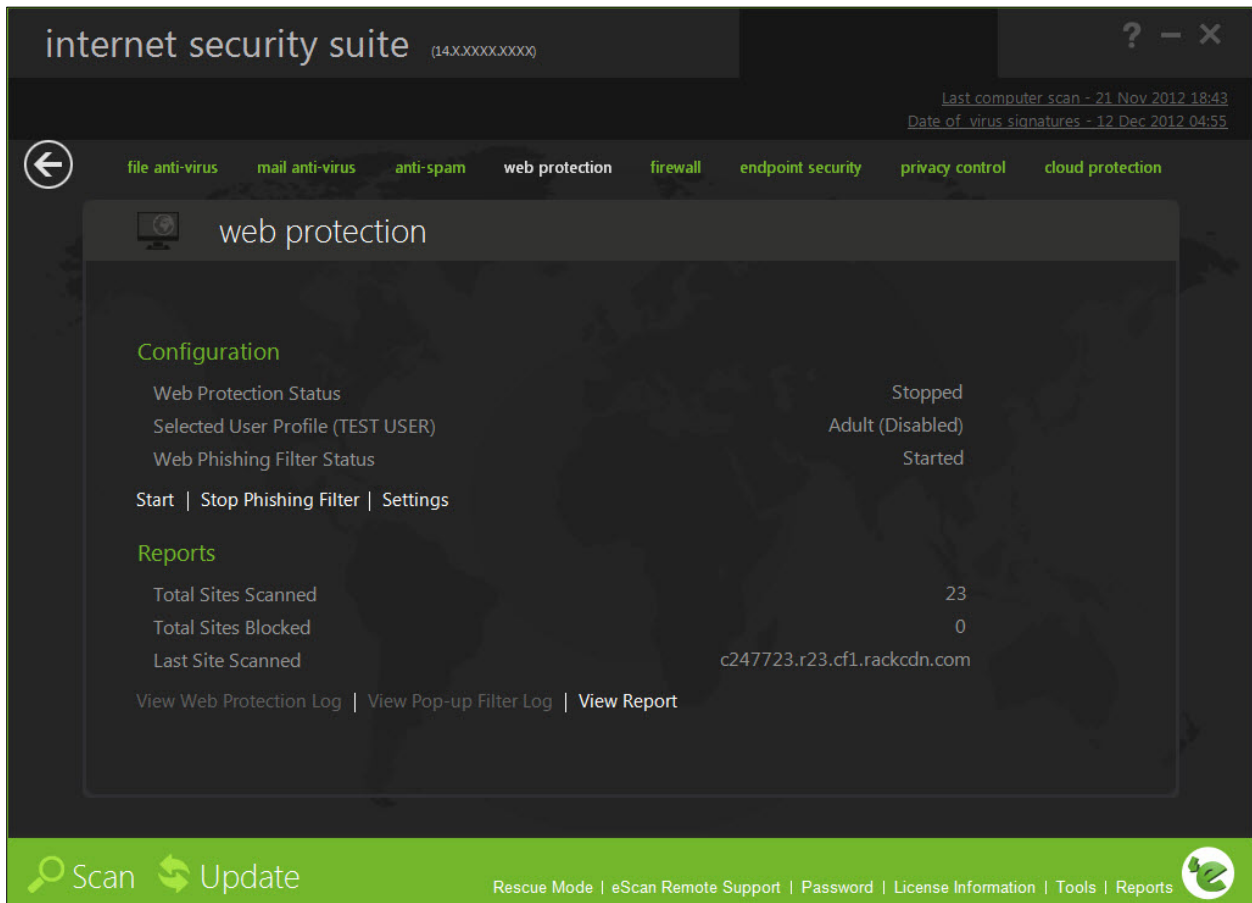 internet security suite (14.X.XXXX.XXXX)
? – ×
Last computer scan - 21 Nov 2012 18:43
Date of virus signatures - 12 Dec 2012 04:55
file anti-virus mail anti-virus anti-spam web protection firewall endpoint security privacy control cloud protection
web protection
Configuration
Web Protection Status Stopped
Selected User Profile (TEST USER) Adult (Disabled)
Web Phishing Filter Status Started
Start | Stop Phishing Filter | Settings
Reports
Total Sites Scanned 23
Total Sites Blocked 0
Last Site Scanned c247723.r23.cf1.rackcdn.com
View Web Protection Log | View Pop-up Filter Log | View Report
Scan Update
Rescue Mode | eScan Remote Support | Password | License Information | Tools | Reports
e